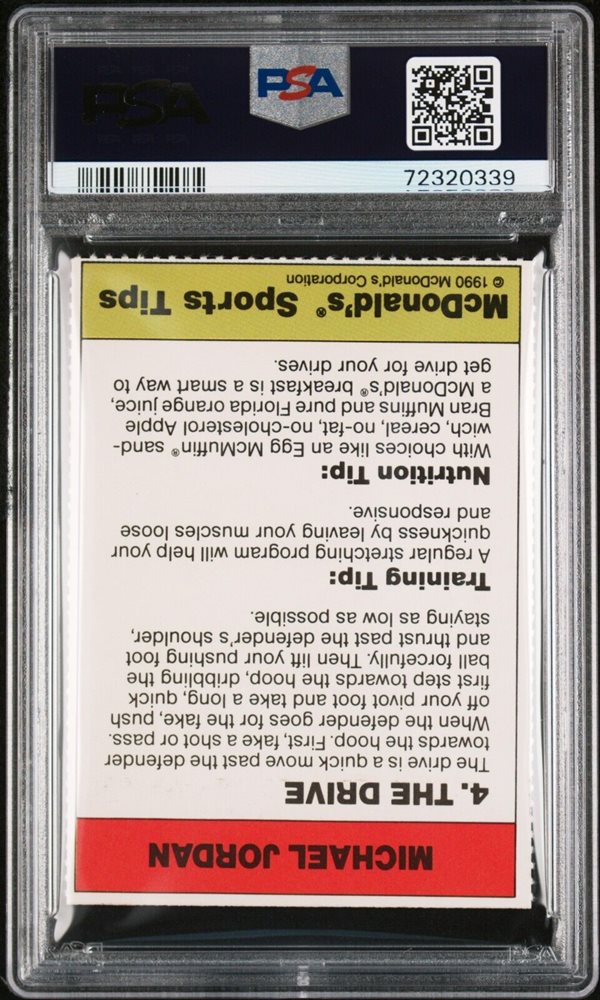 PSA
PSA
72320339
MICHAEL JORDAN
4. THE DRIVE
The drive is a quick move past the defender
towards the hoop. First, fake a shot or pass.
When the defender goes for the fake, push
off your pivot foot and take a long, quick
first step towards the hoop, dribbling the
ball forcefully. Then lift your pushing foot
and thrust past the defender's shoulder,
staying as low as possible.
Training Tip:
A regular stretching program will help your
quickness by leaving your muscles loose
and responsive.
Nutrition Tip:
With choices like an Egg McMuffin® sand-
wich, cereal, no-fat, no-cholesterol Apple
Bran Muffins and pure Florida orange juice,
a McDonald's® breakfast is a smart way to
get drive for your drives.
McDonald's® Sports Tips
© 1990 McDonald's Corporation
PSA
PSA